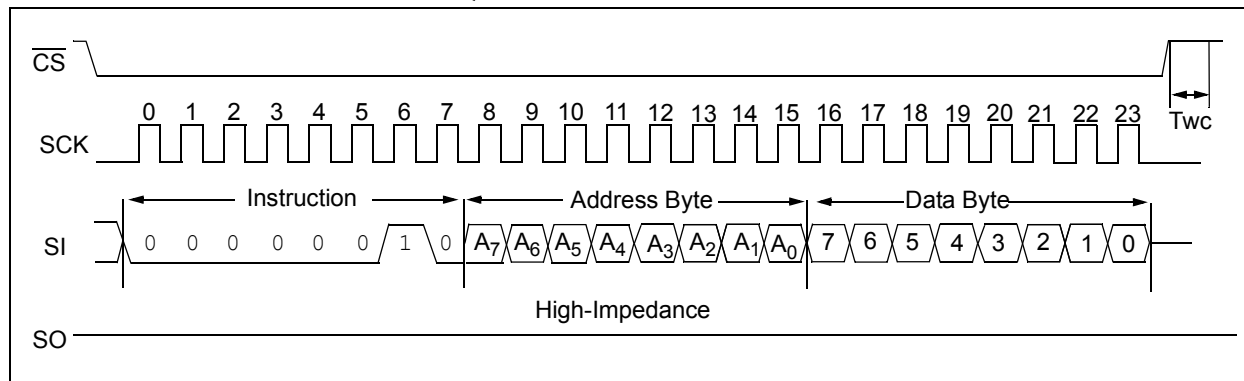 CS
0 1 2 3 4 5 6 7 8 9 10 11 12 13 14 15 16 17 18 19 20 21 22 23
Twc
SCK
Instruction Address Byte Data Byte
SI 0 0 0 0 0 0 1 0 A7 A6 A5 A4 A3 A2 A1 A0 7 6 5 4 3 2 1 0
High-Impedance
SO